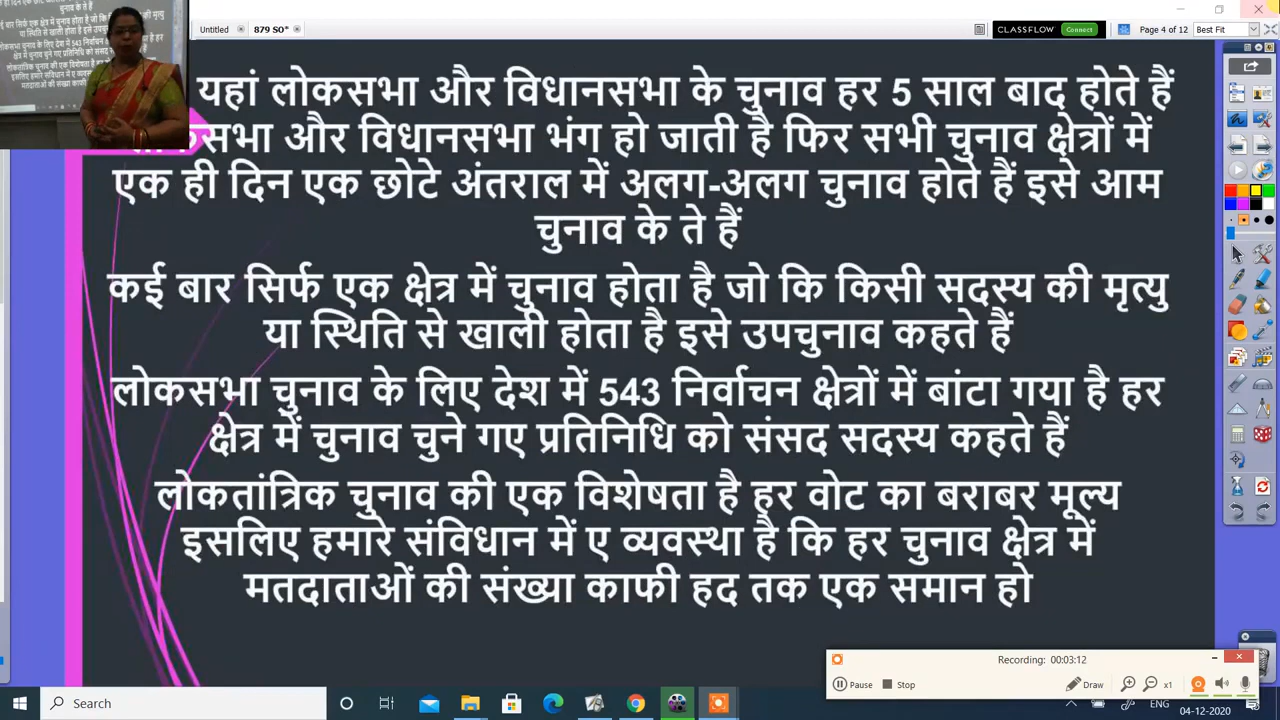 Untitled
879 SO*
CLASSFLOW
Connect
Page 4 of 12
Best Fit
यहां लोकसभा और विधानसभा के चुनाव हर 5 साल बाद होते हैं
सभा और विधानसभा भंग हो जाती है फिर सभी चुनाव क्षेत्रों में
एक ही दिन एक छोटे अंतराल में अलग-अलग चुनाव होते हैं इसे आम
चुनाव के ते हैं
कई बार सिर्फ एक क्षेत्र में चुनाव होता है जो कि किसी सदस्य की मृत्यु
या स्थिति से खाली होता है इसे उपचुनाव कहते हैं
लोकसभा चुनाव के लिए देश में 543 निर्वाचन क्षेत्रों में बांटा गया है हर
क्षेत्र में चुनाव चुने गए प्रतिनिधि को संसद सदस्य कहते हैं
लोकतांत्रिक चुनाव की एक विशेषता है हर वोट का बराबर मूल्य
इसलिए हमारे संविधान में ए व्यवस्था है कि हर चुनाव क्षेत्र में
मतदाताओं की संख्या काफी हद तक एक समान हो
Recording: 00:03:12
Pause
Stop
Draw
x1
Search
ENG
04-12-2020